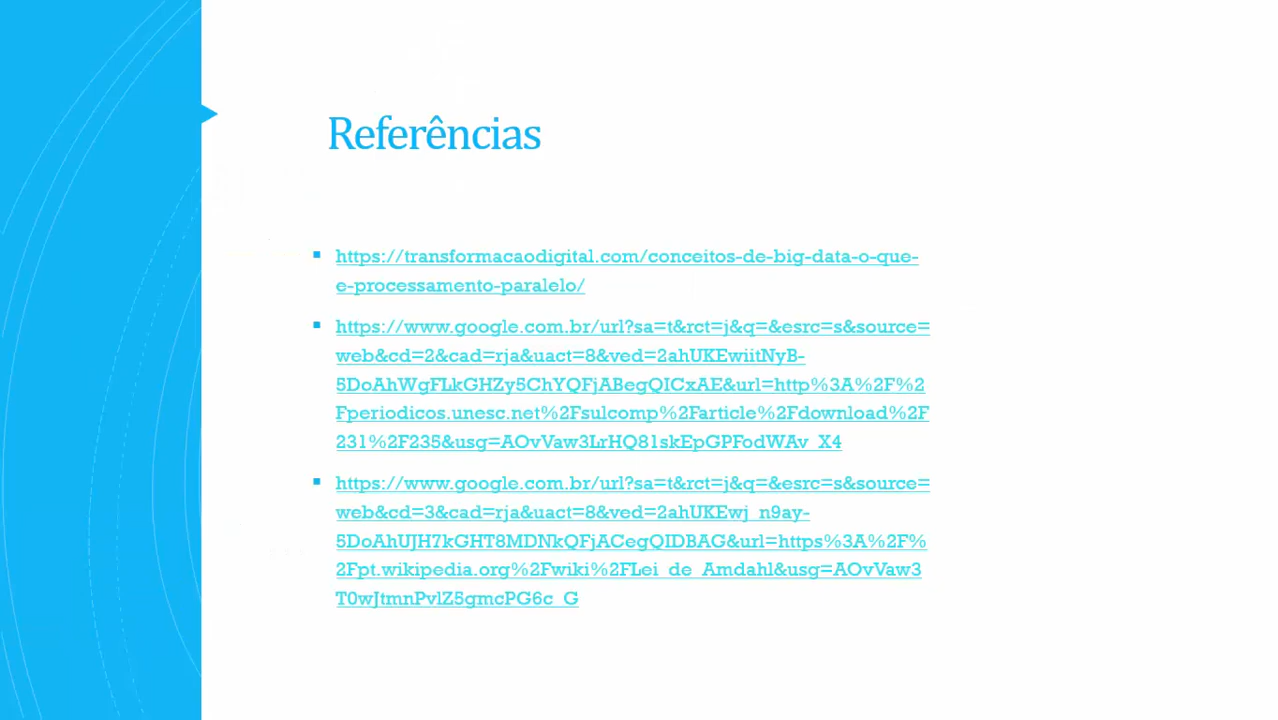 Referências
https://transformacaodigital.com/conceitos-de-big-data-o-que-
e-processamento-paralelo/
https://www.google.com.br/url?sa=t&rct=j&q=&esrc=s&source=
web&cd=2&cad=rja&uact=8&ved=2ahUKEwiitNyB-
5DoAhWgFLkGHZy5ChYQFjABegQICxAE&url=http%3A%2F%2
Fperiodicos.unesc.net%2Fsulcomp%2Farticle%2Fdownload%2F
231%2F235&usg=AOvVaw3LrHQ81skEpGPFodWAv_X4
https://www.google.com.br/url?sa=t&rct=j&q=&esrc=s&source=
web&cd=3&cad=rja&uact=8&ved=2ahUKEwj_n9ay-
5DoAhUJH7kGHT8MDNkQFjACegQIDBAG&url=https%3A%2F%
2Fpt.wikipedia.org%2Fwiki%2FLei_de_Amdahl&usg=AOvVaw3
T0wJtmnPvlZ5gmcPG6c_G